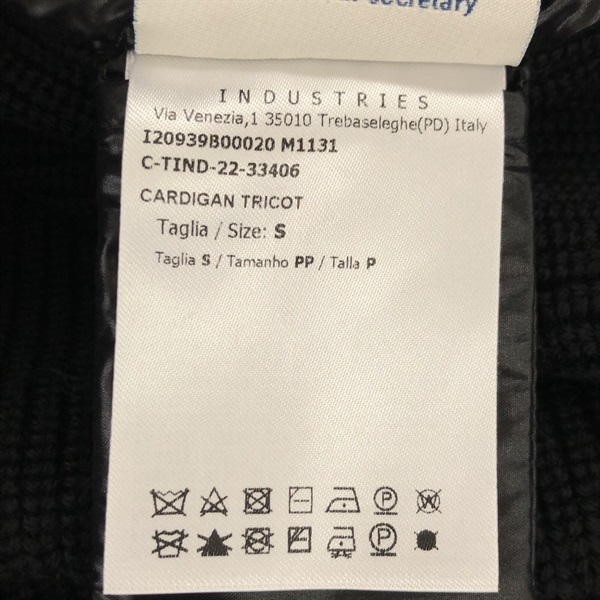 secretary
INDUSTRIES
Via Venezia,1 35010 Trebaseleghe(PD) Italy
I20939B00020 M1131
C-TIND-22-33406
CARDIGAN TRICOT
Taglia / Size: S
Taglia S / Tamanho PP / Talla P
P W
P